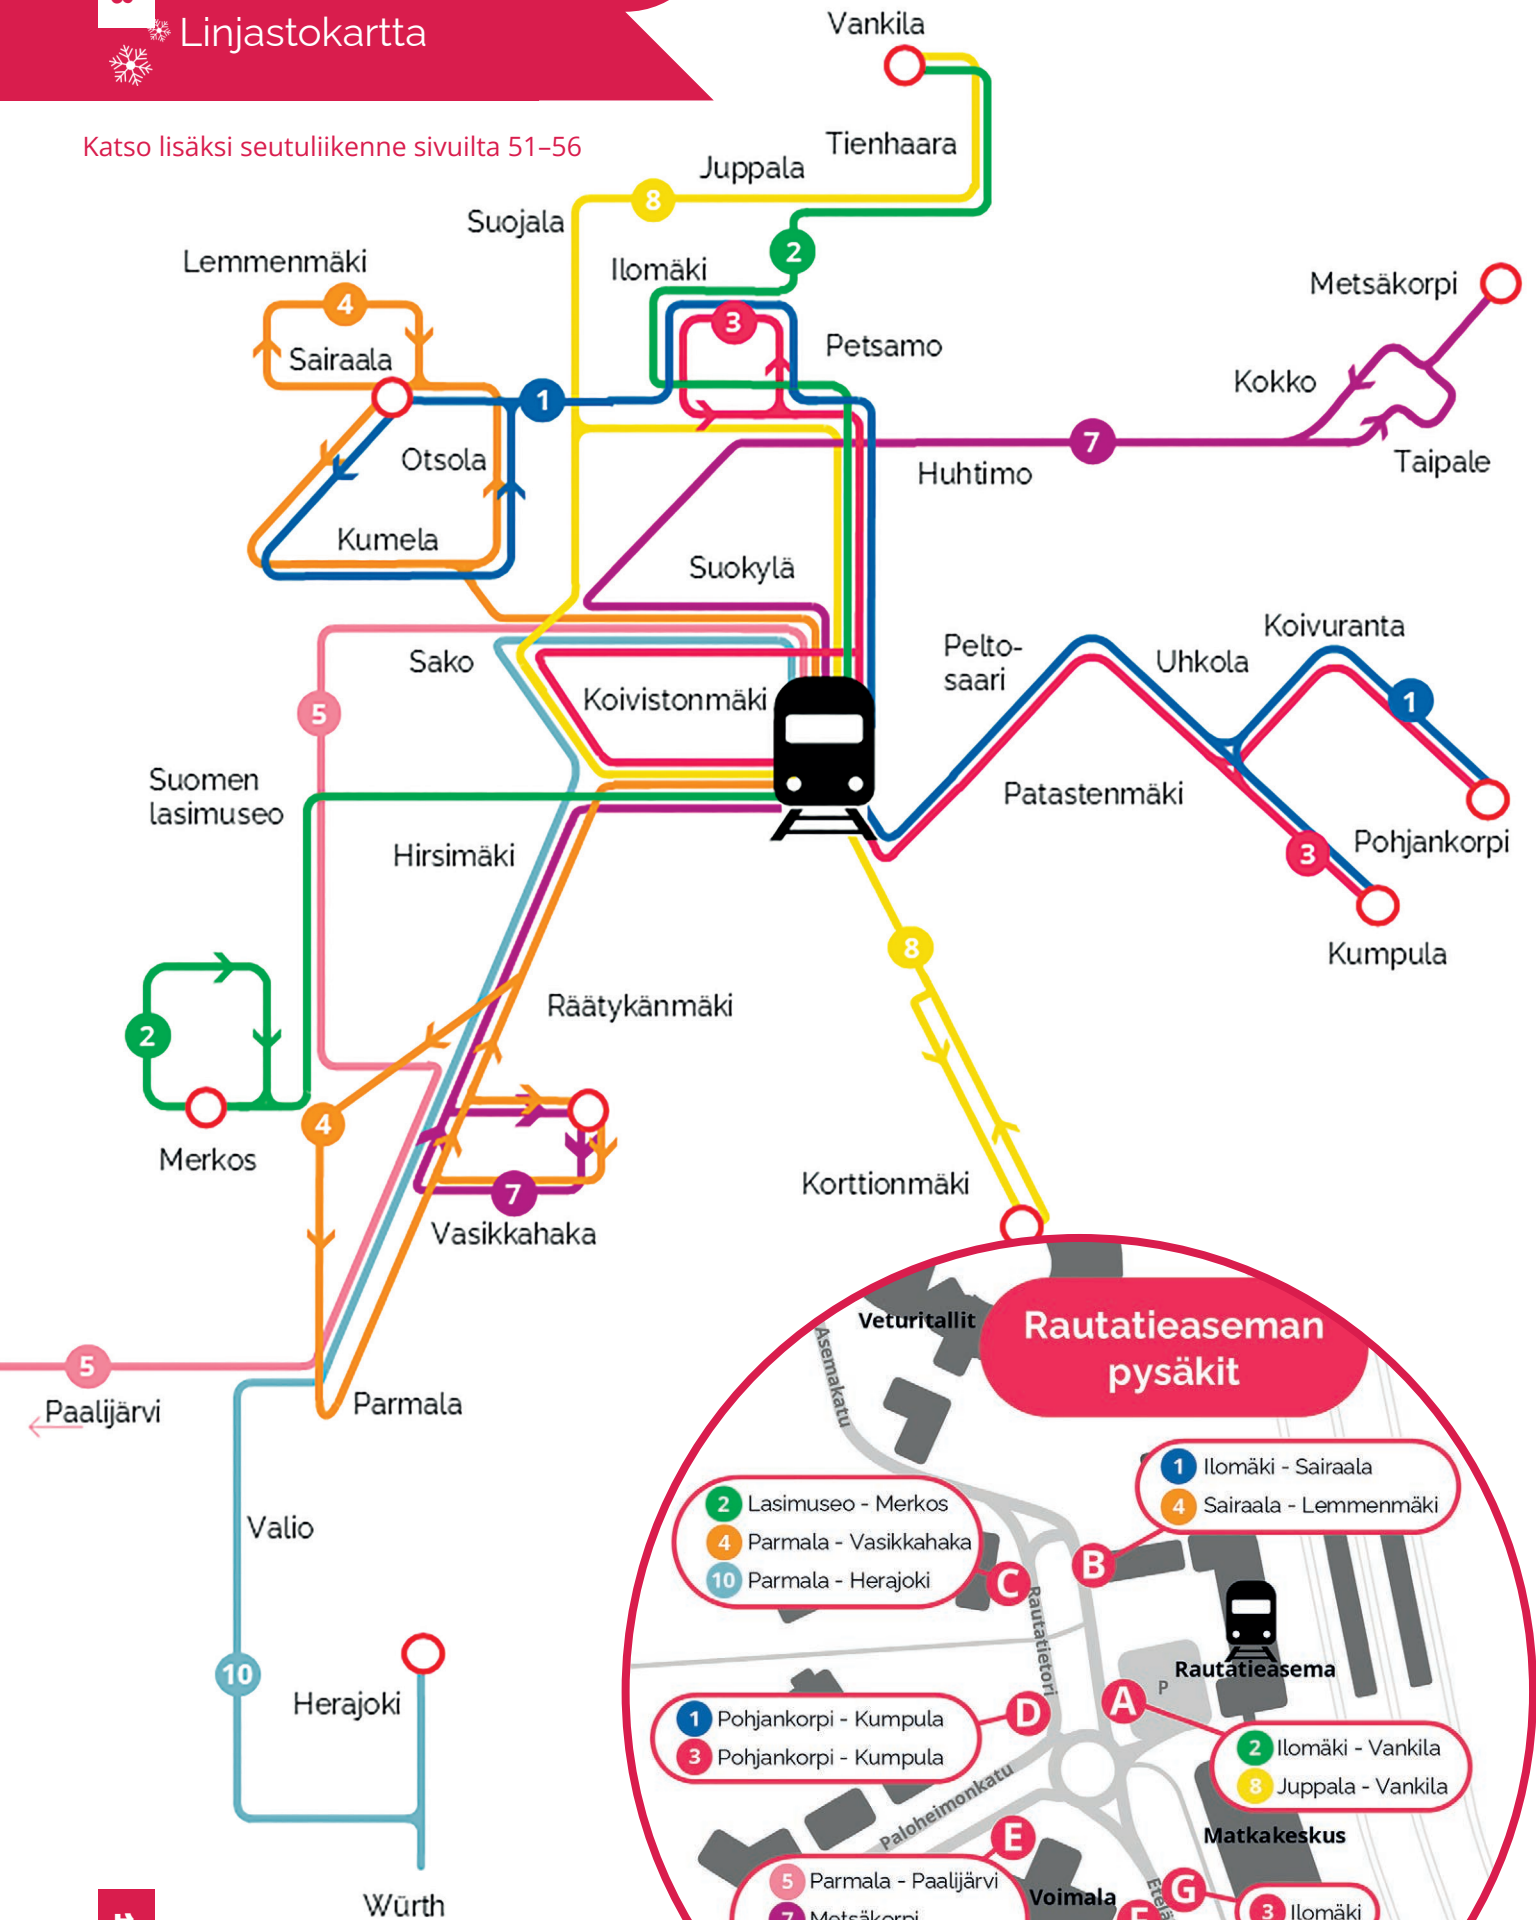 Linjastokartta
Katso lisäksi seutuliikenne sivuilta 51–56
Vankila
Tienhaara
Juppala
8
Suojala
2
Lemmenmäki
Ilomäki
Metsäkorpi
4
3
Sairaala
Petsamo
Kokko
1
7
Otsola
Huhtimo
Taipale
Kumela
Suokylä
Koivuranta
Pelto-
saari
Uhkola
Sako
Koivistonmäki
5
1
Suomen
lasimuseo
Patastenmäki
Hirsimäki
3
Pohjankorpi
8
Kumpula
Räätykänmäki
2
4
Merkos
Korttionmäki
7
Vasikkahaka
5
Paalijärvi
Parmala
Valio
10
Herajoki
Würth
Rautatieaseman
pysäkit
Veturitallit
Asemakatu
1 Ilomäki - Sairaala
4 Sairaala - Lemmenmäki
B
2 Lasimuseo - Merkos
4 Parmala - Vasikkahaka
10 Parmala - Herajoki
C
Rautatietori
Rautatieasema
P
A
D
1 Pohjankorpi - Kumpula
3 Pohjankorpi - Kumpula
2 Ilomäki - Vankila
8 Juppala - Vankila
Paloheimonkatu
Matkakeskus
E
5 Parmala - Paalijärvi
7 Metsäkorpi
Voimala
G
3 Ilomäki
F